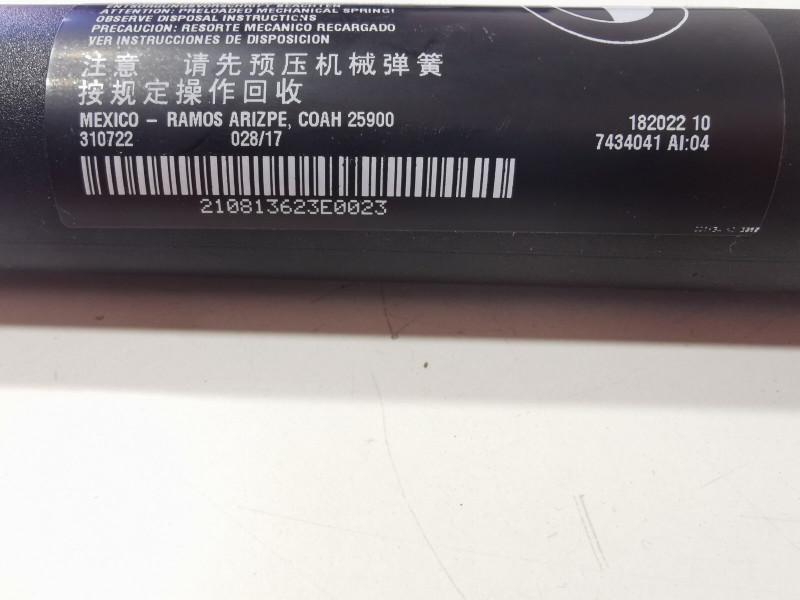 ENTSORGUNGSVORSCHRIFT BEACHTEN
ATTENTION: PRELOADED MECHANICAL SPRING!
OBSERVE DISPOSAL INSTRUCTIONS
PRECAUCION: RESORTE MECANICO RECARGADO
VER INSTRUCCIONES DE DISPOSICION
注意 请先预压机械弹簧
按规定操作回收
MEXICO – RAMOS ARIZPE, COAH 25900
310722 028/17
182022 10
7434041 AI:04
210813623E0023